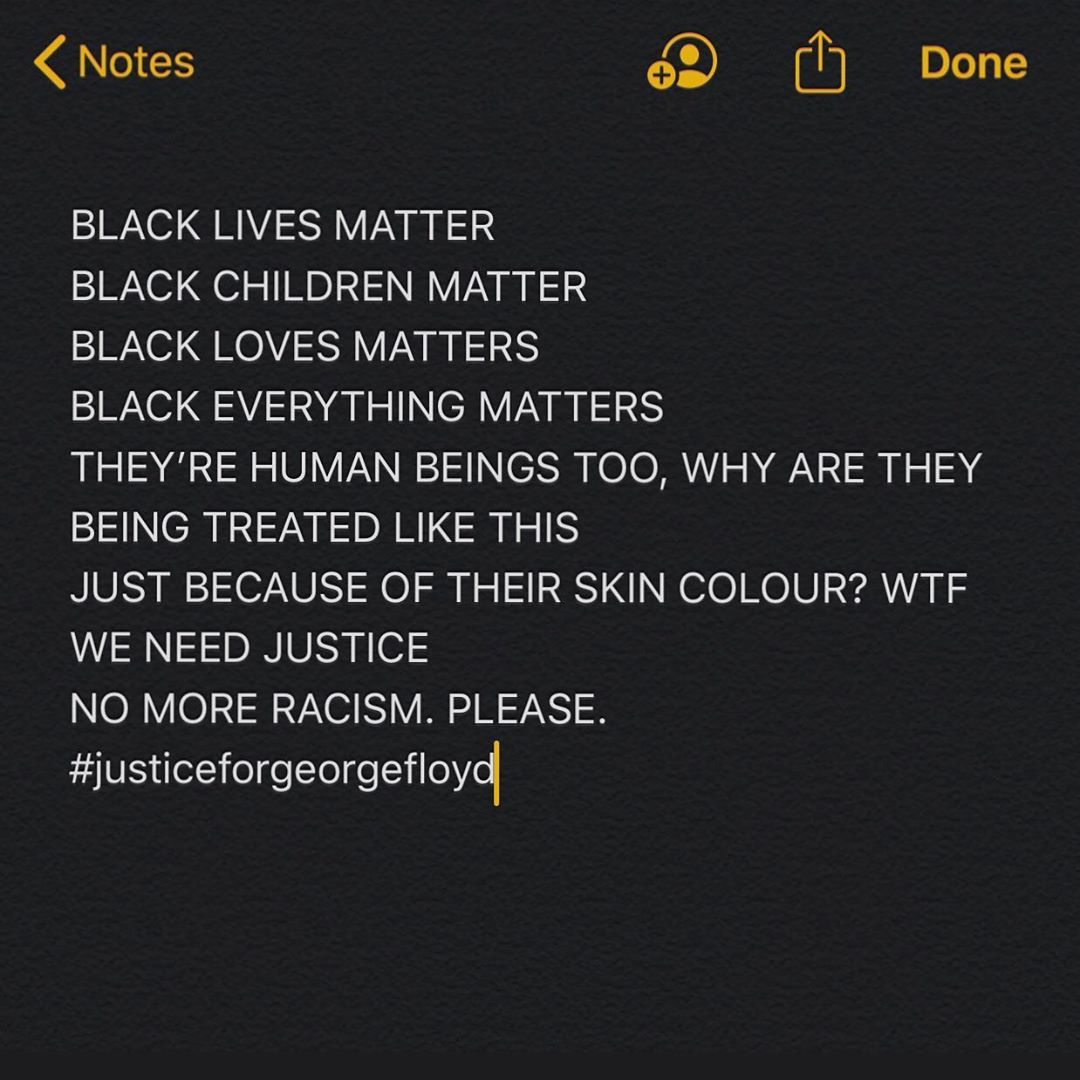 Notes
Done
BLACK LIVES MATTER
BLACK CHILDREN MATTER
BLACK LOVES MATTERS
BLACK EVERYTHING MATTERS
THEY’RE HUMAN BEINGS TOO, WHY ARE THEY
BEING TREATED LIKE THIS
JUST BECAUSE OF THEIR SKIN COLOUR? WTF
WE NEED JUSTICE
NO MORE RACISM. PLEASE.
#justiceforgeorgefloyd